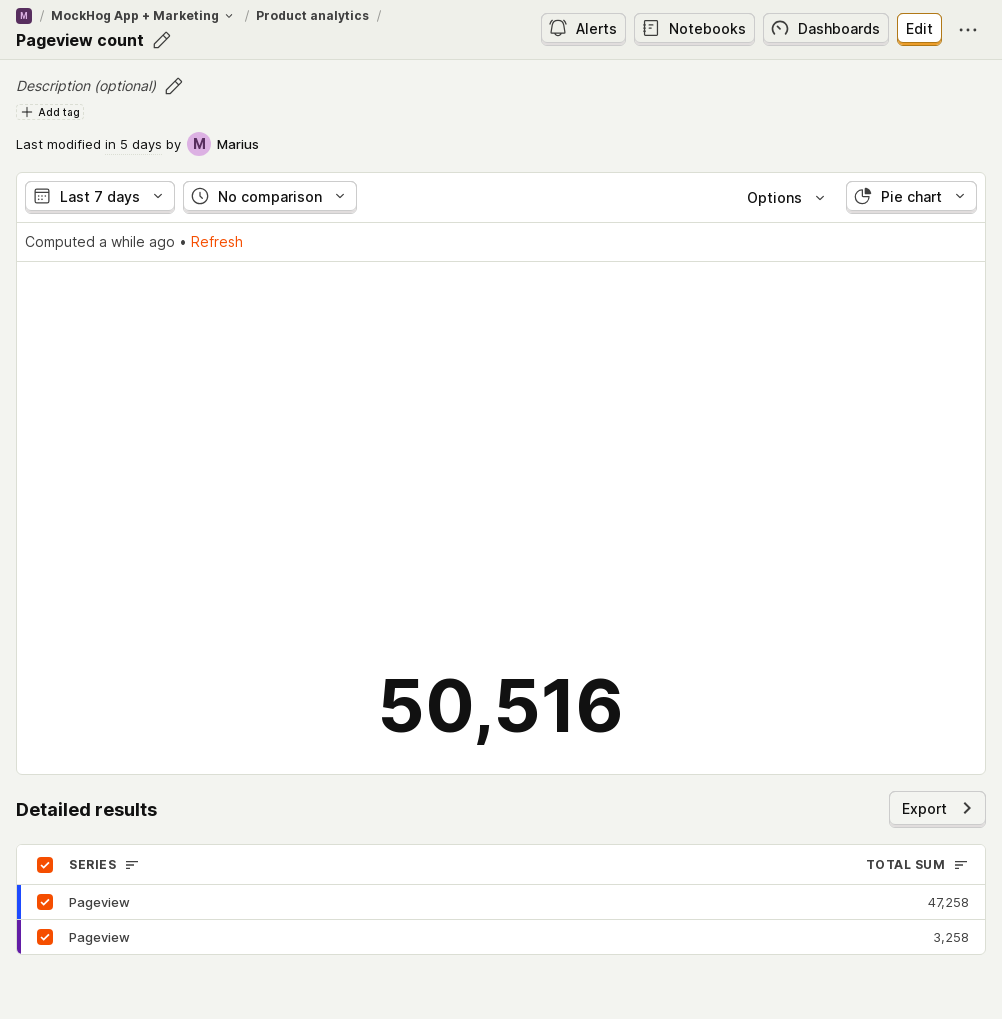 M / MockHog App + Marketing / Product analytics /
Pageview count
Alerts Notebooks Dashboards Edit
Description (optional)
Add tag
Last modified in 5 days by M Marius
Last 7 days No comparison Options Pie chart
Computed a while ago • Refresh
50,516
Detailed results Export
SERIES TOTAL SUM
Pageview 47,258
Pageview 3,258